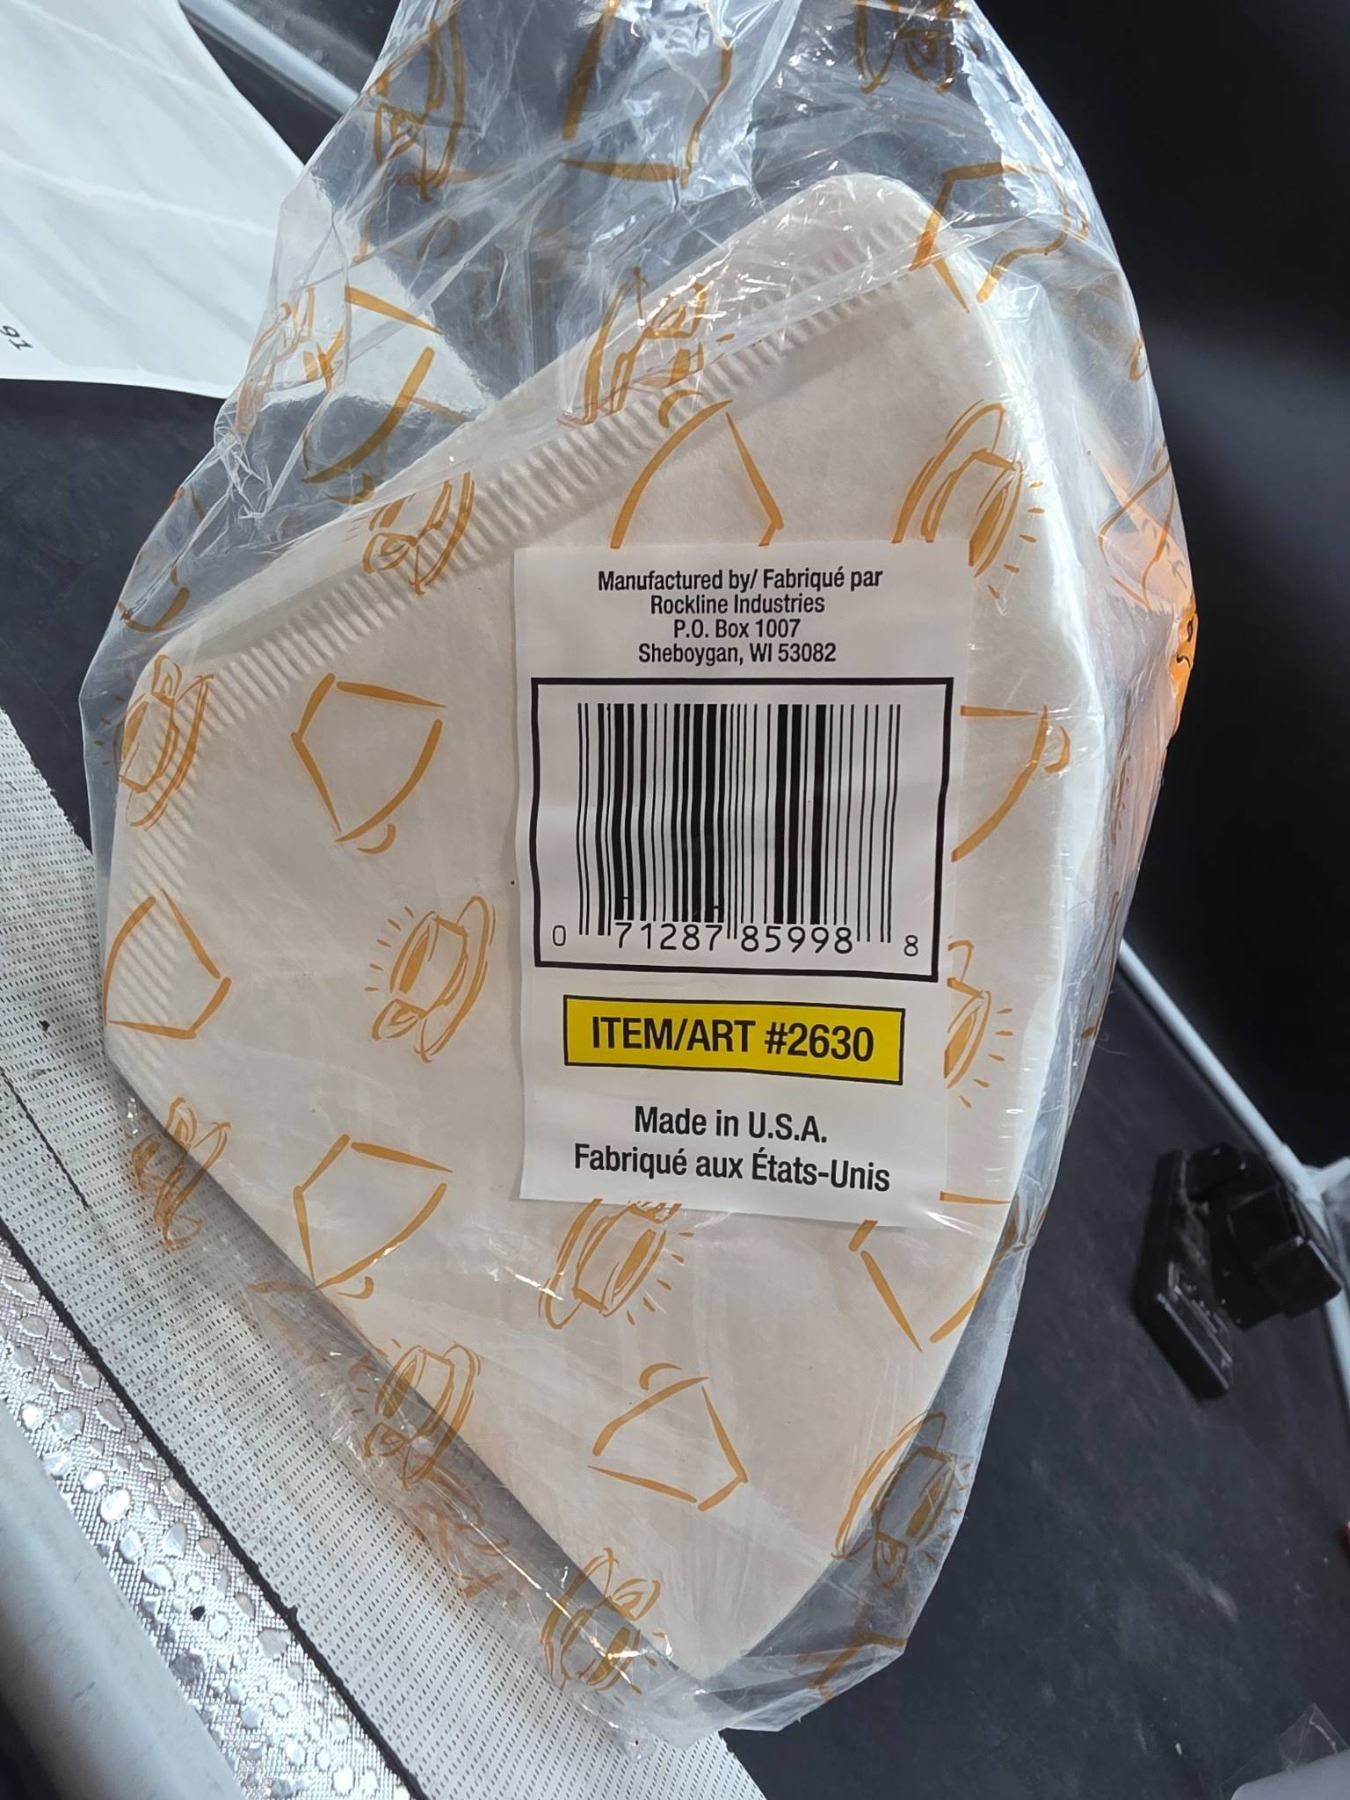 91
Manufactured by/ Fabriqué par
Rockline Industries
P.O. Box 1007
Sheboygan, WI 53082
0 71287 85998 8
ITEM/ART #2630
Made in U.S.A.
Fabriqué aux États-Unis